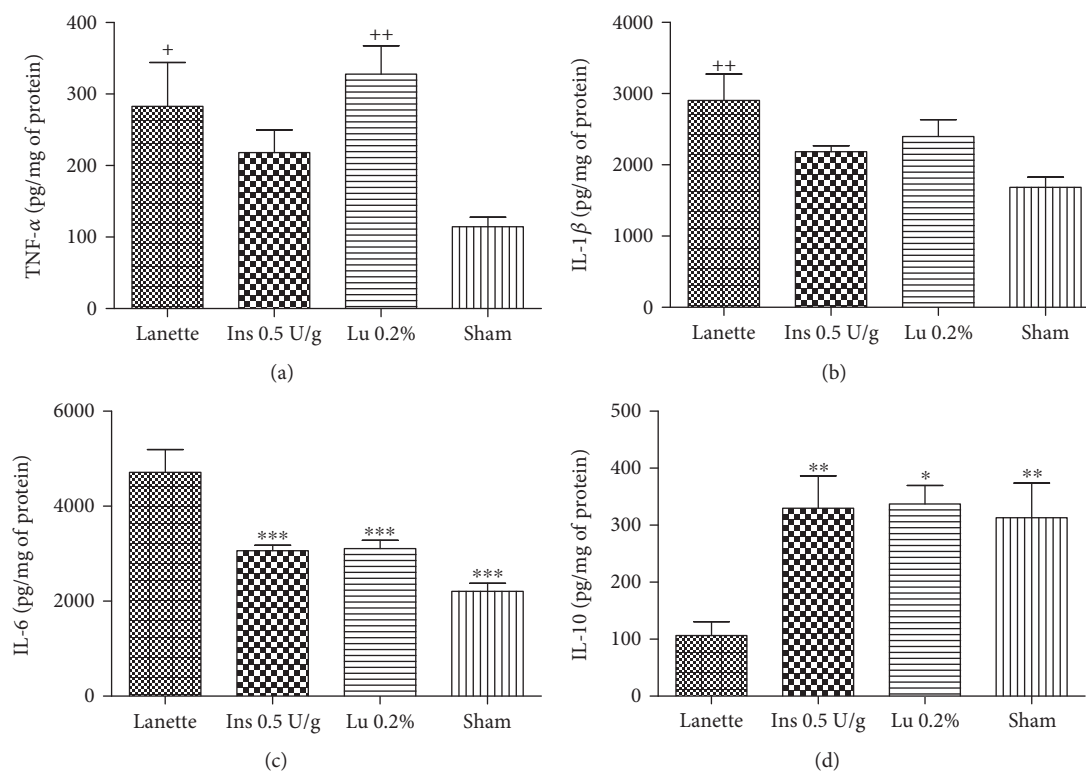 TNF-α (pg/mg of protein)
400
300
200
100
0
+
++
Lanette Ins 0.5 U/g Lu 0.2% Sham
(a)
IL-1β (pg/mg of protein)
4000
3000
2000
1000
0
++
Lanette Ins 0.5 U/g Lu 0.2% Sham
(b)
IL-6 (pg/mg of protein)
6000
4000
2000
0
*** *** ***
Lanette Ins 0.5 U/g Lu 0.2% Sham
(c)
IL-10 (pg/mg of protein)
500
400
300
200
100
0
** * **
Lanette Ins 0.5 U/g Lu 0.2% Sham
(d)